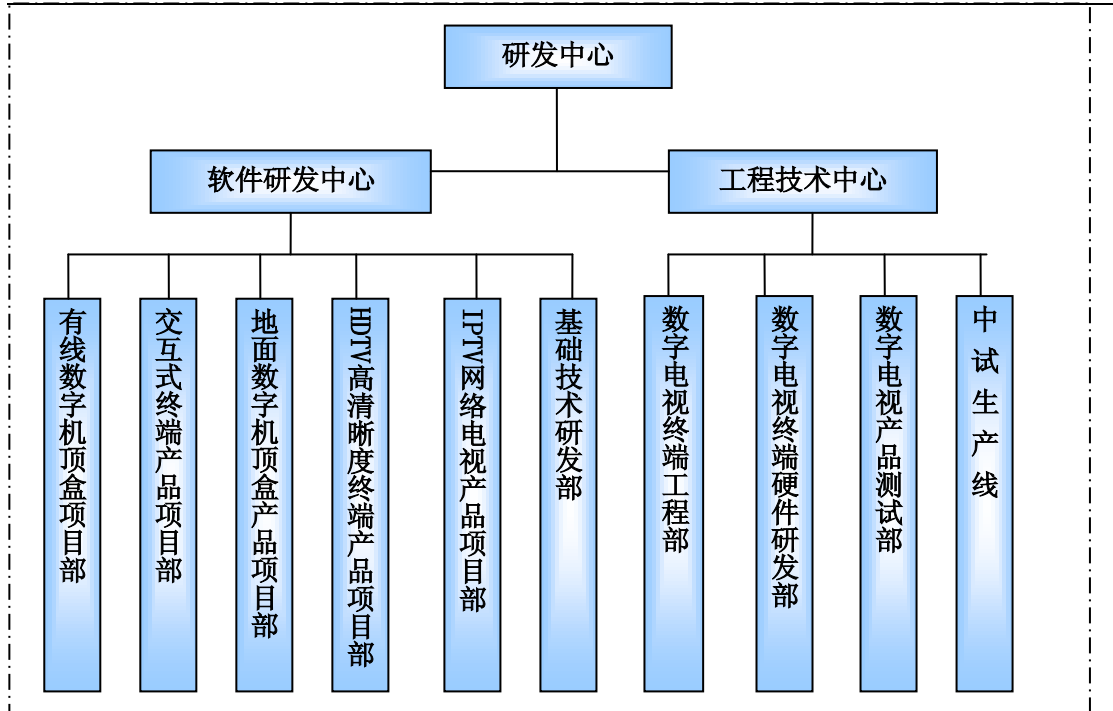 研发中心
软件研发中心
工程技术中心
有线数字机顶盒项目部
交互式终端产品项目部
地面数字机顶盒产品项目部
HDTV高清晰度终端产品项目部
IPTV网络电视产品项目部
基础技术研发部
数字电视终端工程部
数字电视终端硬件研发部
数字电视产品测试部
中试生产线